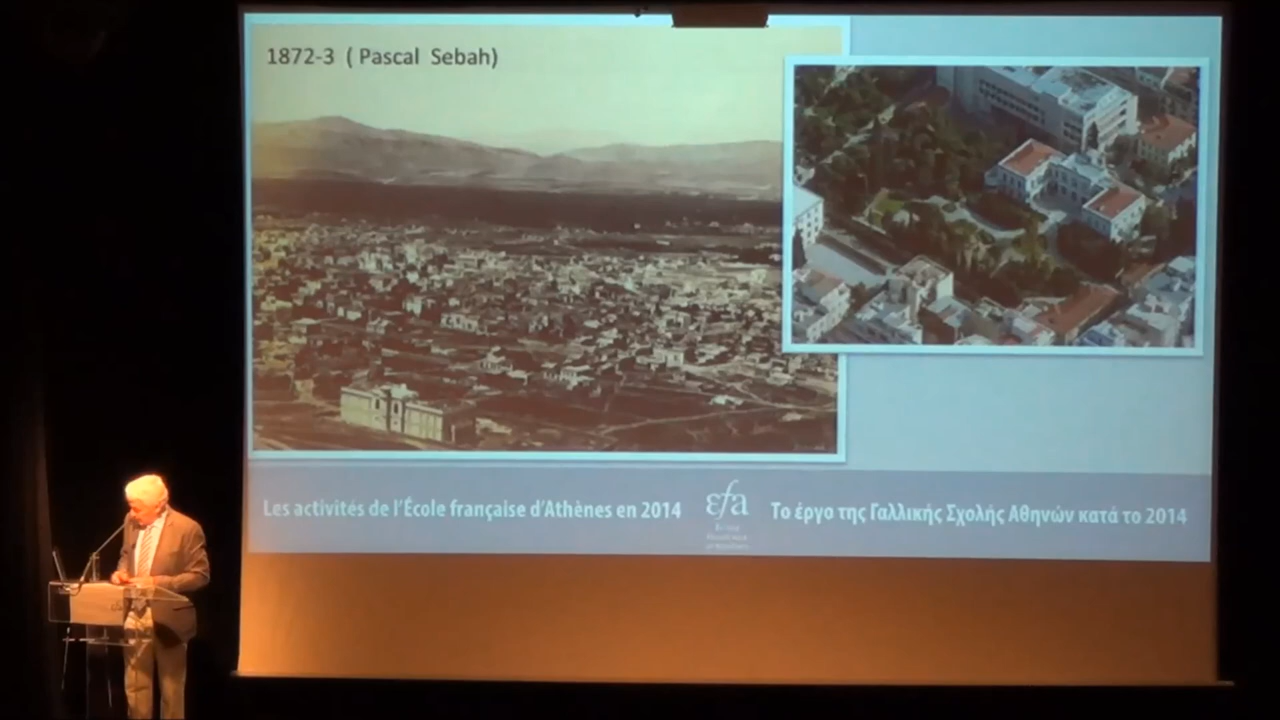 1872-3 ( Pascal Sebah)
Les activités de l'École française d'Athènes en 2014
εfa
Το έργο της Γαλλικής Σχολής Αθηνών κατά το 2014